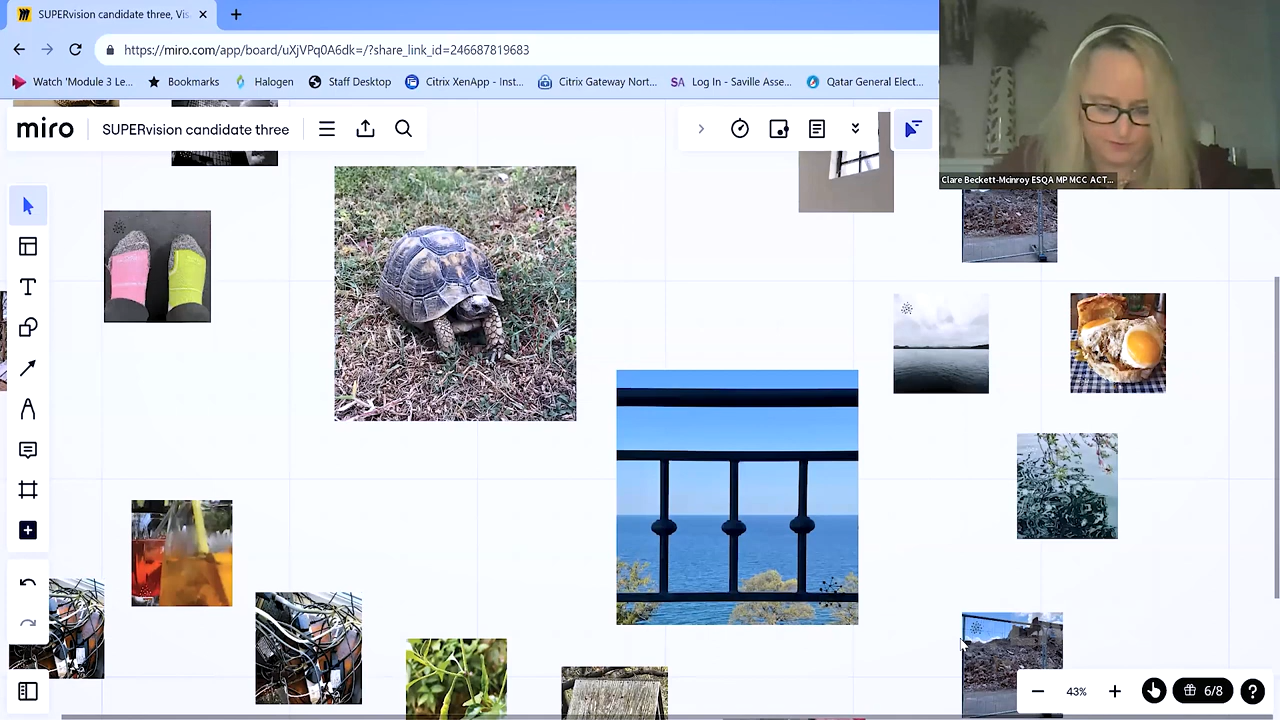 SUPERvision candidate three, Vis
https://miro.com/app/board/uXjVPq0A6dk=/?share_link_id=246687819683
Watch 'Module 3 Le...
Bookmarks
Halogen
Staff Desktop
Citrix XenApp - Inst...
Citrix Gateway Nort...
SA Log In - Saville Asse...
Qatar General Elect...
miro
SUPERvision candidate three
Clare Beckett-Mcinroy ESQA MP MCC ACT...
43%
6/8